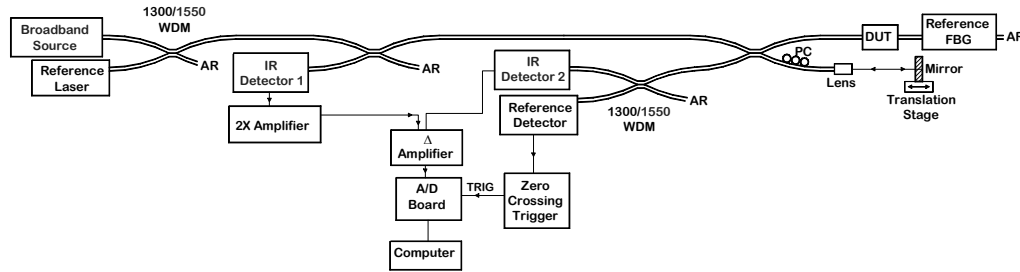 1300/1550
WDM
Broadband
Source
Reference
Laser
AR
IR
Detector 1
AR
2X Amplifier
IR
Detector 2
Reference
Detector
AR
1300/1550
WDM
Δ
Amplifier
A/D
Board
TRIG
Zero
Crossing
Trigger
Computer
PC
DUT
Reference
FBG
AR
Lens
Mirror
Translation
Stage